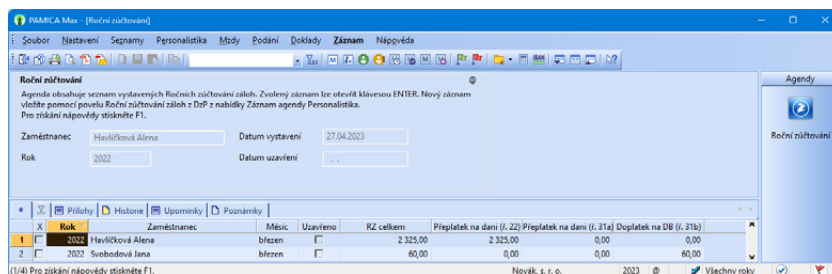 PAMICA Max - [Roční zúčtování]
Soubor Nastavení Seznamy Personalistika Mzdy Podání Doklady Záznam Nápověda
Roční zúčtování
Agenda obsahuje seznam vystavených Ročních zúčtování záloh. Zvolený záznam lze otevřít klávesou ENTER. Nový záznam
vložíte pomocí povelu Roční zúčtování záloh z DzP z nabídky Záznam agendy Personalistika.
Pro získání nápovědy stiskněte F1.
Zaměstnanec Havlíčková Alena Datum vystavení 27.04.2023
Rok 2022 Datum uzavření . .
Agendy
Roční zúčtování
Přílohy Historie Upomínky Poznámky
X Rok Zaměstnanec Měsíc Uzavřeno RZ celkem Přeplatek na dani (ř. 22) Přeplatek na dani (ř. 31a) Doplatek na DB (ř. 31b)
1 2022 Havlíčková Alena březen 2 325,00 2 325,00 0,00 0,00
2 2022 Svobodová Jana březen 60,00 0,00 0,00 60,00
(1/4) Pro získání nápovědy stiskněte F1. Novák, s. r. o. 2023 @ Všechny roky